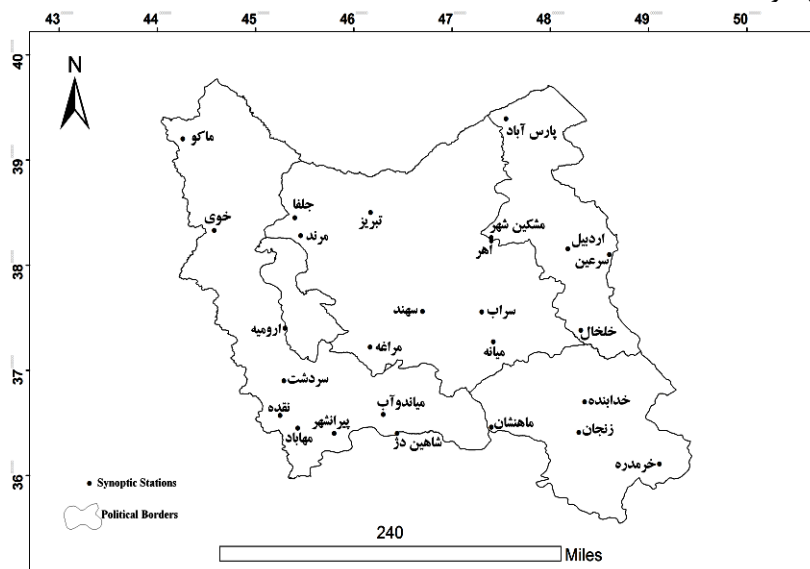 43 44 45 46 47 48 49 50
40
39
38
37
36
N
ماکو
پارس آباد
خوی
جلفا
تبریز
مرند
مشکین شهر
اهر
اردبیل
سرعین
سهند
سراب
ارومیه
مراغه
میانه
خلخال
سردشت
نقده
مهاباد
پیرانشهر
میاندوآب
شاهین دژ
ماهنشان
خدابنده
زنجان
خرمدره
Synoptic Stations
Political Borders
240
Miles